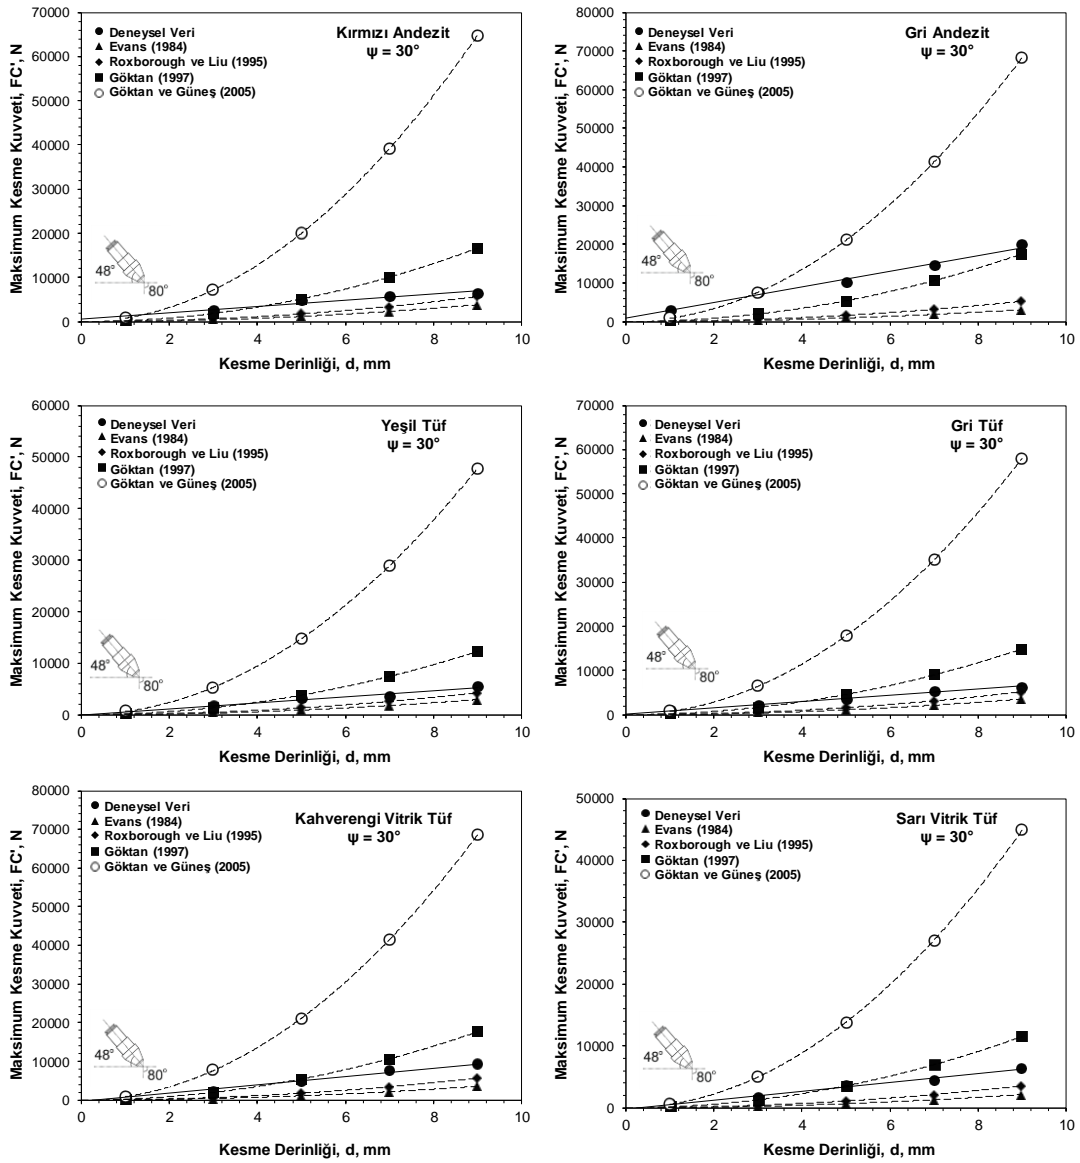 Kırmızı Andezit
ψ = 30°
Deneysel Veri
Evans (1984)
Roxborough ve Liu (1995)
Göktan (1997)
Göktan ve Güneş (2005)
Maksimum Kesme Kuvveti, FC', N
70000
60000
50000
40000
30000
20000
10000
0
48°
80°
0 2 4 6 8 10
Kesme Derinliği, d, mm
Gri Andezit
ψ = 30°
Deneysel Veri
Evans (1984)
Roxborough ve Liu (1995)
Göktan (1997)
Göktan ve Güneş (2005)
Maksimum Kesme Kuvveti, FC', N
80000
70000
60000
50000
40000
30000
20000
10000
0
48°
80°
0 2 4 6 8 10
Kesme Derinliği, d, mm
Yeşil Tüf
ψ = 30°
Deneysel Veri
Evans (1984)
Roxborough ve Liu (1995)
Göktan (1997)
Göktan ve Güneş (2005)
Maksimum Kesme Kuvveti, FC', N
60000
50000
40000
30000
20000
10000
0
48°
80°
0 2 4 6 8 10
Kesme Derinliği, d, mm
Gri Tüf
ψ = 30°
Deneysel Veri
Evans (1984)
Roxborough ve Liu (1995)
Göktan (1997)
Göktan ve Güneş (2005)
Maksimum Kesme Kuvveti, FC', N
70000
60000
50000
40000
30000
20000
10000
0
48°
80°
0 2 4 6 8 10
Kesme Derinliği, d, mm
Kahverengi Vitrik Tüf
ψ = 30°
Deneysel Veri
Evans (1984)
Roxborough ve Liu (1995)
Göktan (1997)
Göktan ve Güneş (2005)
Maksimum Kesme Kuvveti, FC', N
80000
70000
60000
50000
40000
30000
20000
10000
0
48°
80°
0 2 4 6 8 10
Kesme Derinliği, d, mm
Sarı Vitrik Tüf
ψ = 30°
Deneysel Veri
Evans (1984)
Roxborough ve Liu (1995)
Göktan (1997)
Göktan ve Güneş (2005)
Maksimum Kesme Kuvveti, FC', N
50000
40000
30000
20000
10000
0
48°
80°
0 2 4 6 8 10
Kesme Derinliği, d, mm